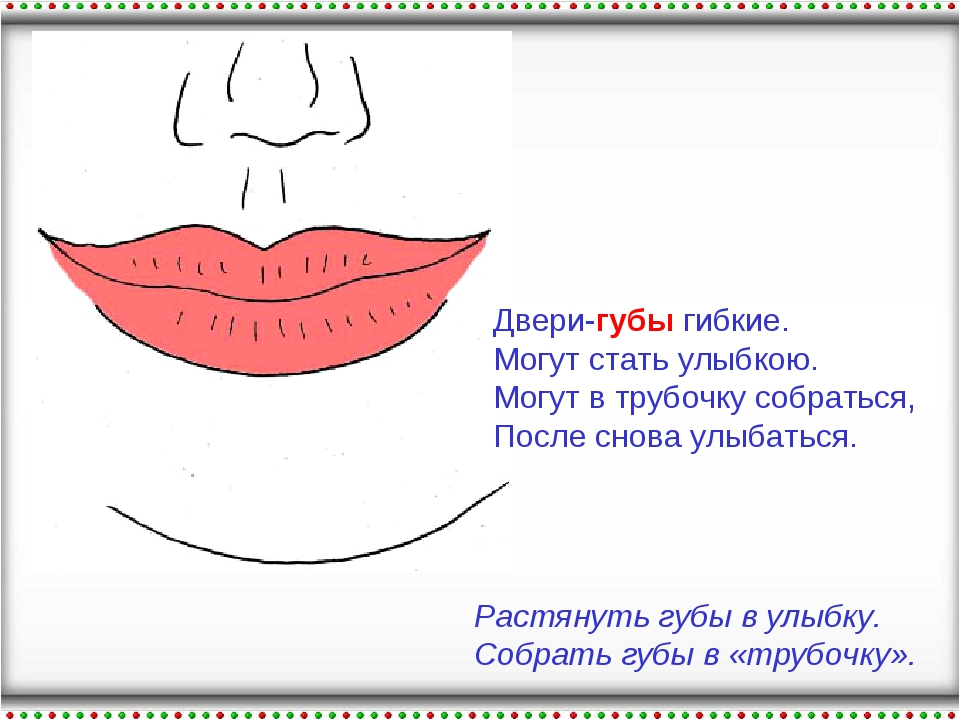 Двери-губы гибкие.
Могут стать улыбкою.
Могут в трубочку собраться,
После снова улыбаться.
Растянуть губы в улыбку.
Собрать губы в «трубочку».